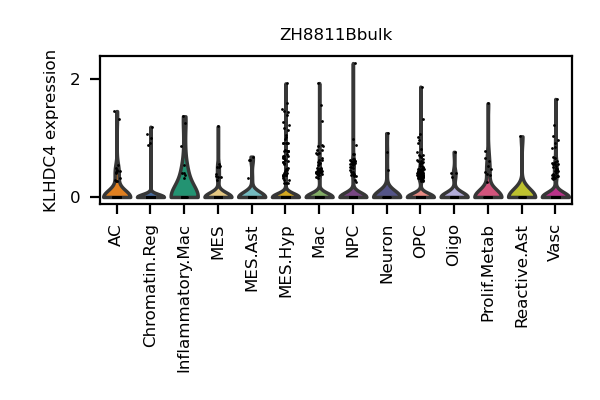 ZH8811Bbulk
KLHDC4 expression
2
0
AC
Chromatin.Reg
Inflammatory.Mac
MES
MES.Ast
MES.Hyp
Mac
NPC
Neuron
OPC
Oligo
Prolif.Metab
Reactive.Ast
Vasc